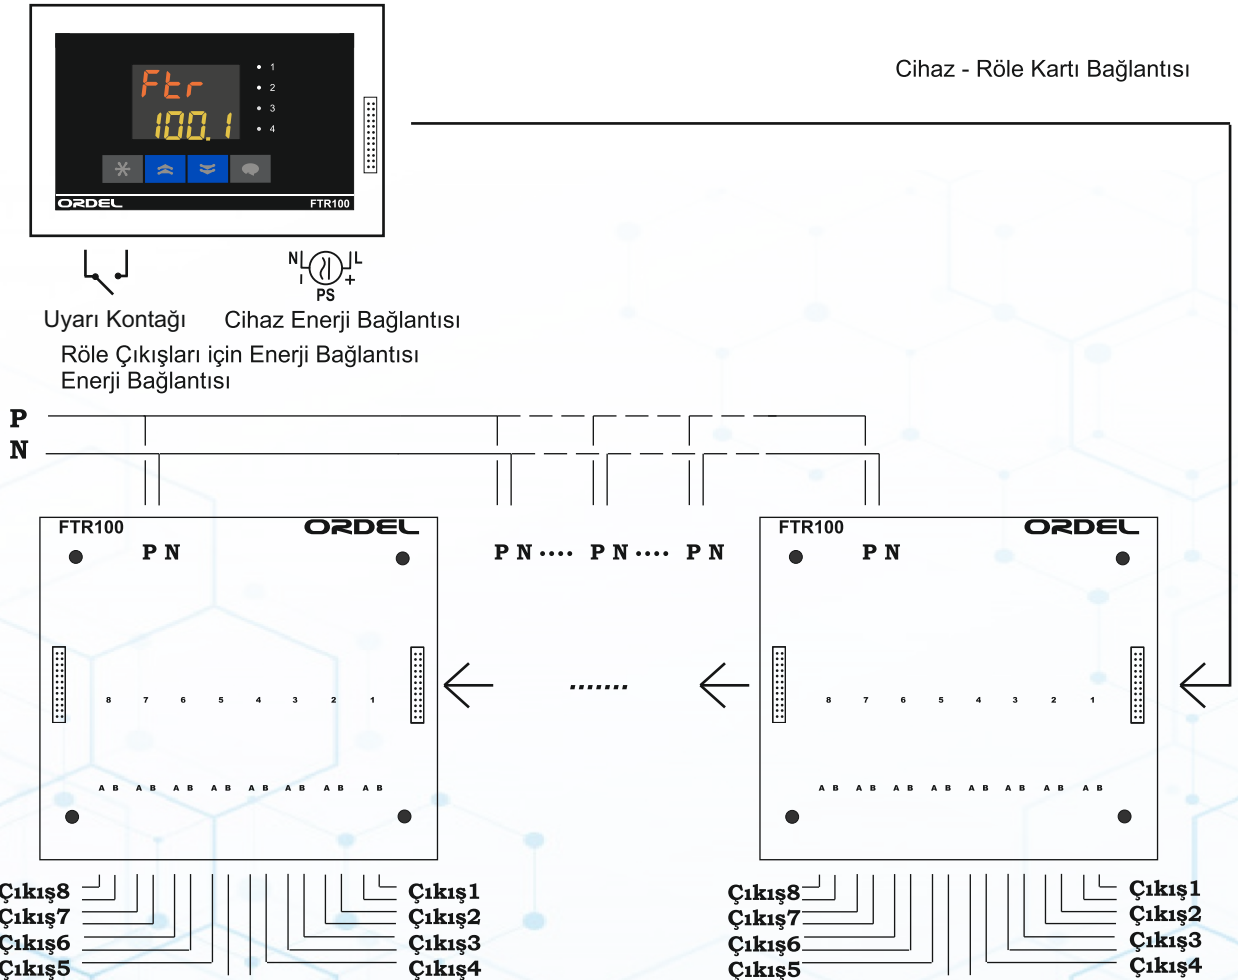 Cihaz - Röle Kartı Bağlantısı
Ftr
100.1
1
2
3
4
ORDEL
FTR100
N L
- +
PS
Uyarı Kontağı
Cihaz Enerji Bağlantısı
Röle Çıkışları için Enerji Bağlantısı
Enerji Bağlantısı
P
N
FTR100 ORDEL
P N
P N .... P N .... P N
FTR100 ORDEL
P N
.......
8 7 6 5 4 3 2 1
8 7 6 5 4 3 2 1
A B A B A B A B A B A B A B A B
A B A B A B A B A B A B A B A B
Çıkış8 Çıkış1
Çıkış7 Çıkış2
Çıkış6 Çıkış3
Çıkış5 Çıkış4
Çıkış8 Çıkış1
Çıkış7 Çıkış2
Çıkış6 Çıkış3
Çıkış5 Çıkış4